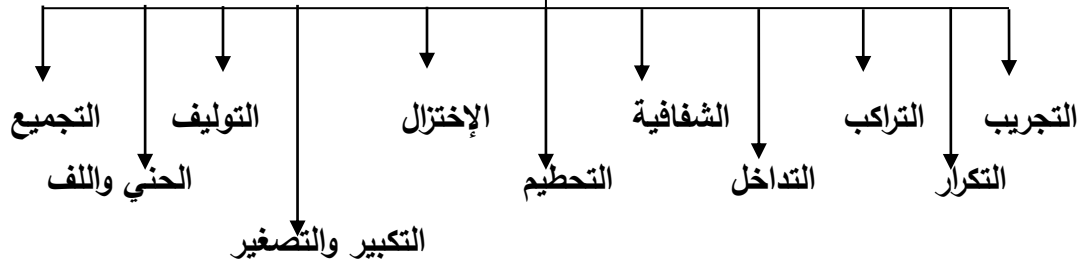 التجريب التراكب الشفافية الإختزال التوليف التجميع
التكرار التداخل التحطيم الحني واللف
التكبير والتصغير